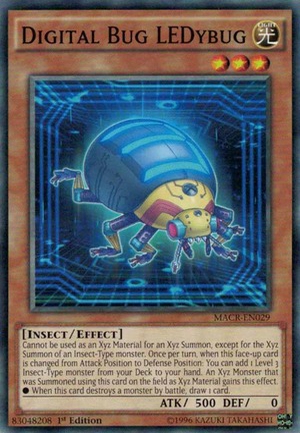 DIGITAL BUG LEDYBUG
LIGHT
光
MACR-EN029
[INSECT/EFFECT]
Cannot be used as an Xyz Material for an Xyz Summon, except for the Xyz
Summon of an Insect-Type monster. Once per turn, when this face-up card
is changed from Attack Position to Defense Position: You can add 1 Level 3
Insect-Type monster from your Deck to your hand. An Xyz Monster that
was Summoned using this card on the field as Xyz Material gains this effect.
● When this card destroys a monster by battle, draw 1 card.
ATK/ 500 DEF/ 0
83048208 1st Edition ©1996 KAZUKI TAKAHASHI